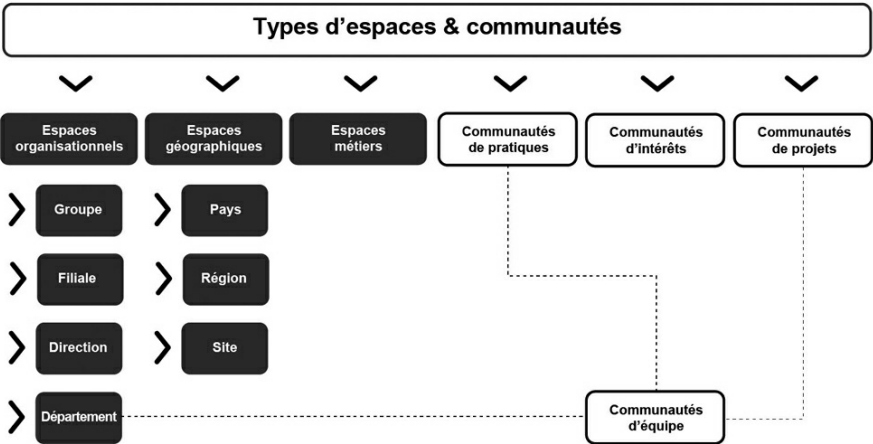 Types d'espaces & communautés
Espaces
organisationnels
Espaces
géographiques
Espaces
métiers
Communautés
de pratiques
Communautés
d'intérêts
Communautés
de projets
Groupe
Pays
Filiale
Région
Direction
Site
Département
Communautés
d'équipe